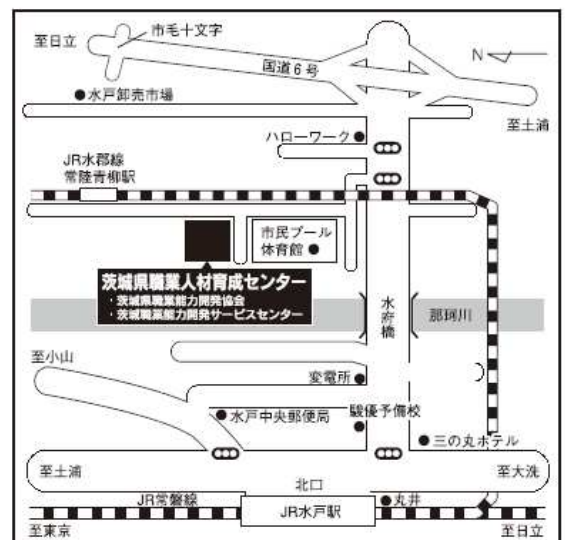 市毛十文字
至日立
国道6号
N
●水戸卸売市場
至土浦
ハローワーク●
JR水郡線
常陸青柳駅
市民プール
体育館●
茨城県職業人材育成センター
・茨城県職業能力開発協会
・茨城職業能力開発サービスセンター
水府橋
那珂川
至小山
変電所●
●水戸中央郵便局
駿優予備校
●三の丸ホテル
至土浦
至大洗
北口
JR常磐線
JR水戸駅
●丸井
至東京
至日立